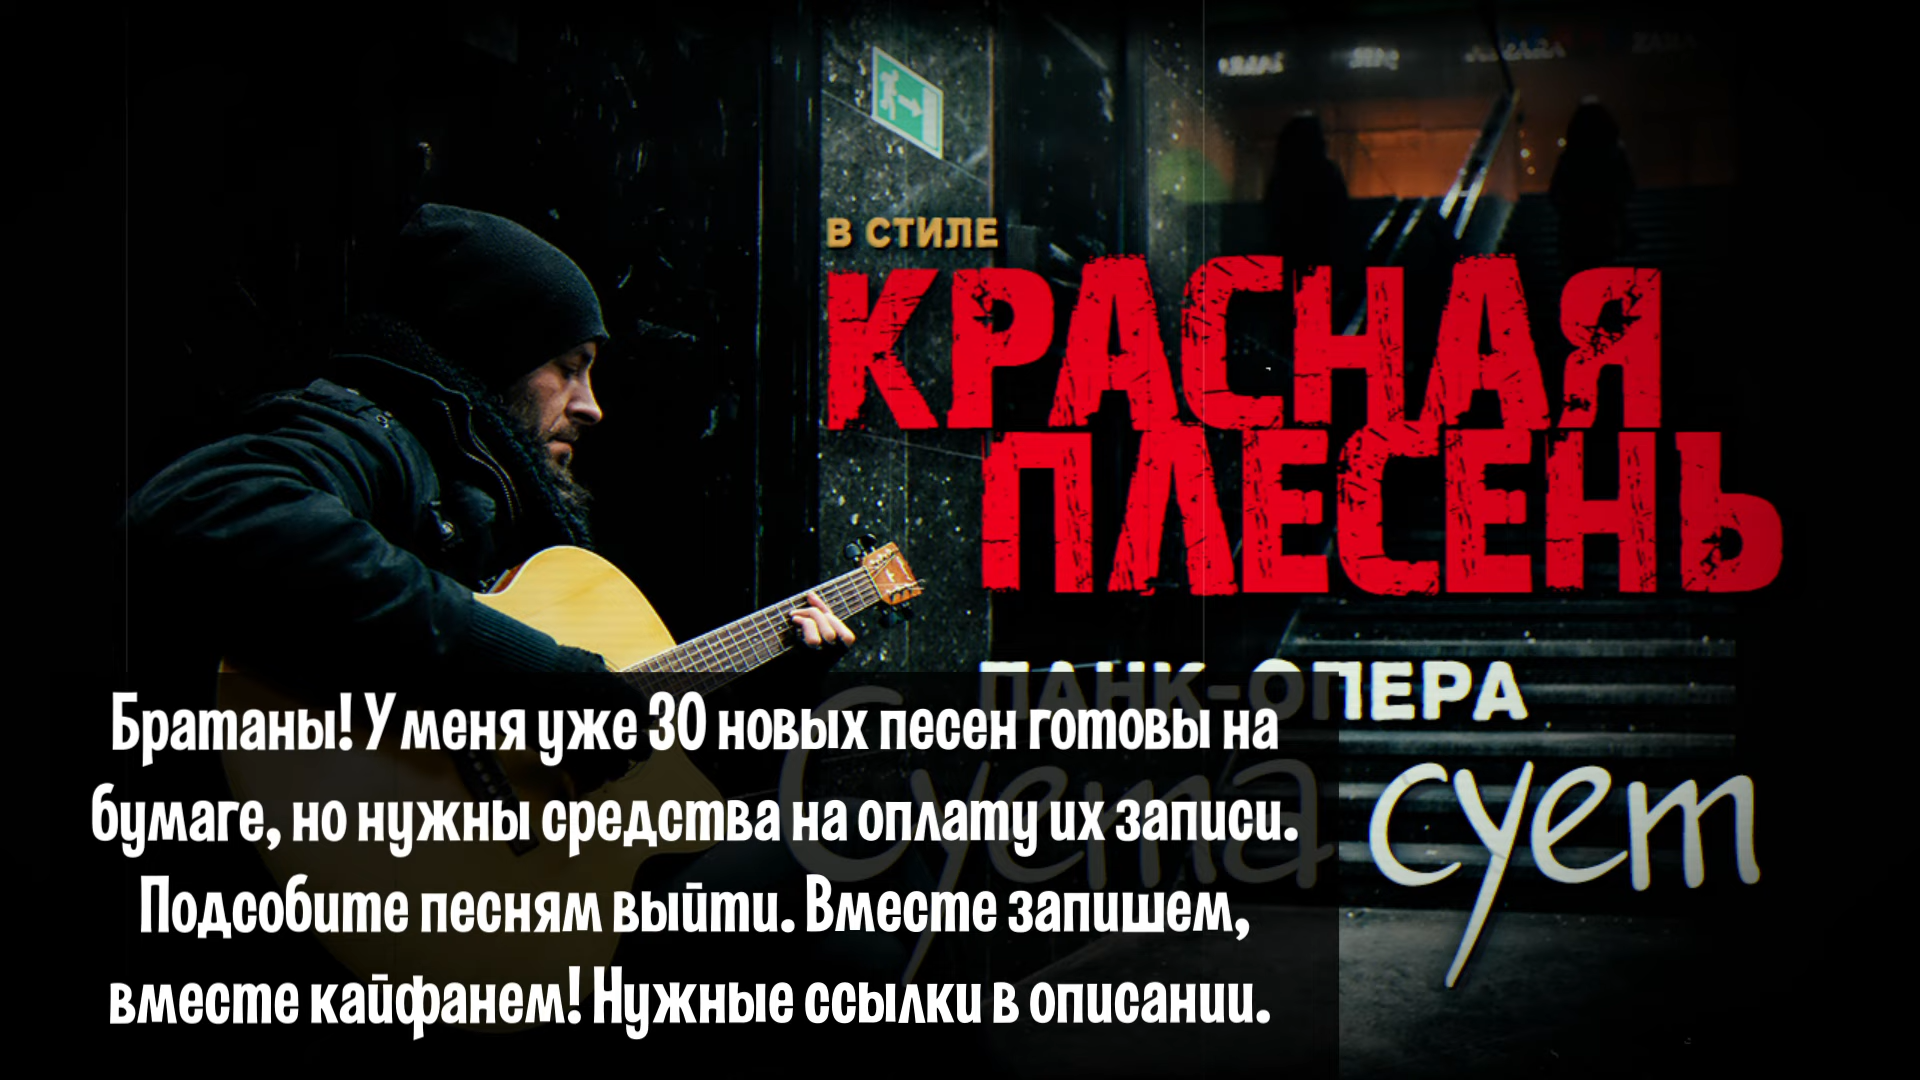 В СТИЛЕ
КРАСНАЯ
ПЛЕСЕНЬ
ПАНК-ОПЕРА
Суета сует
Братаны! У меня уже 30 новых песен готовы на
бумаге, но нужны средства на оплату их записи.
Подсобите песням выйти. Вместе запишем,
вместе кайфанем! Нужные ссылки в описании.